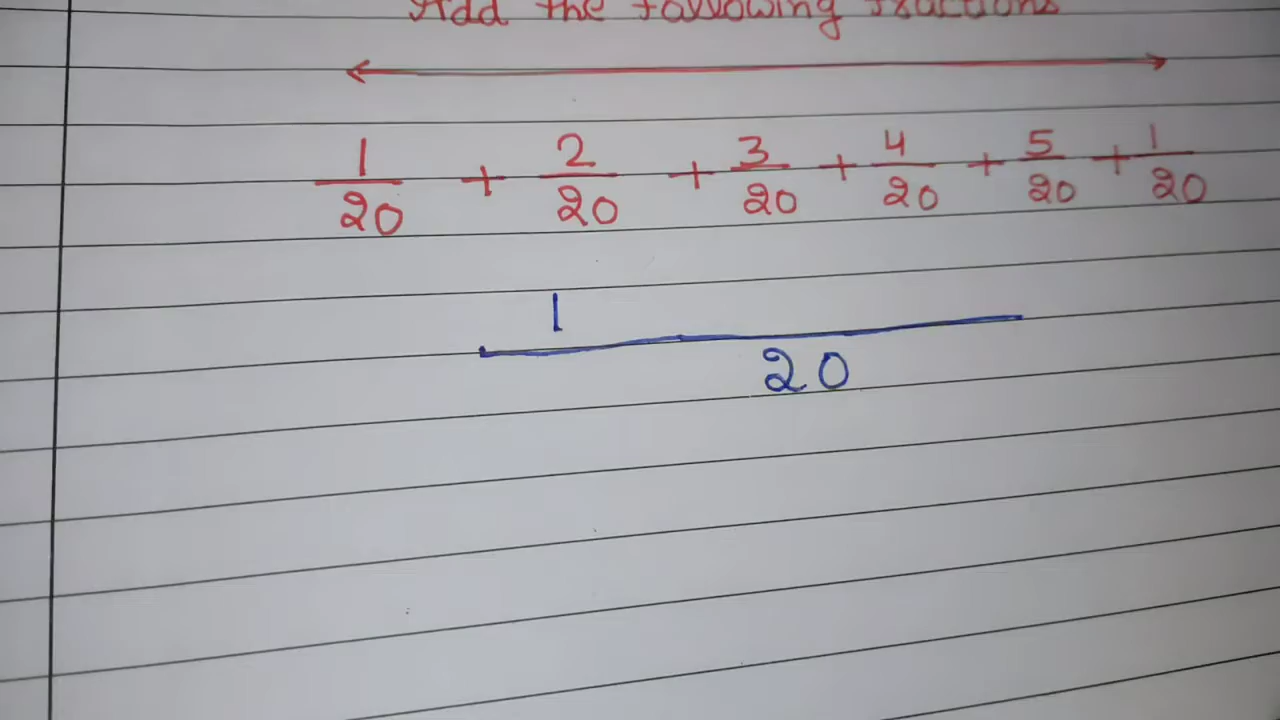 Add the following fractions
1/20 + 2/20 + 3/20 + 4/20 + 5/20 + 1/20
1
20